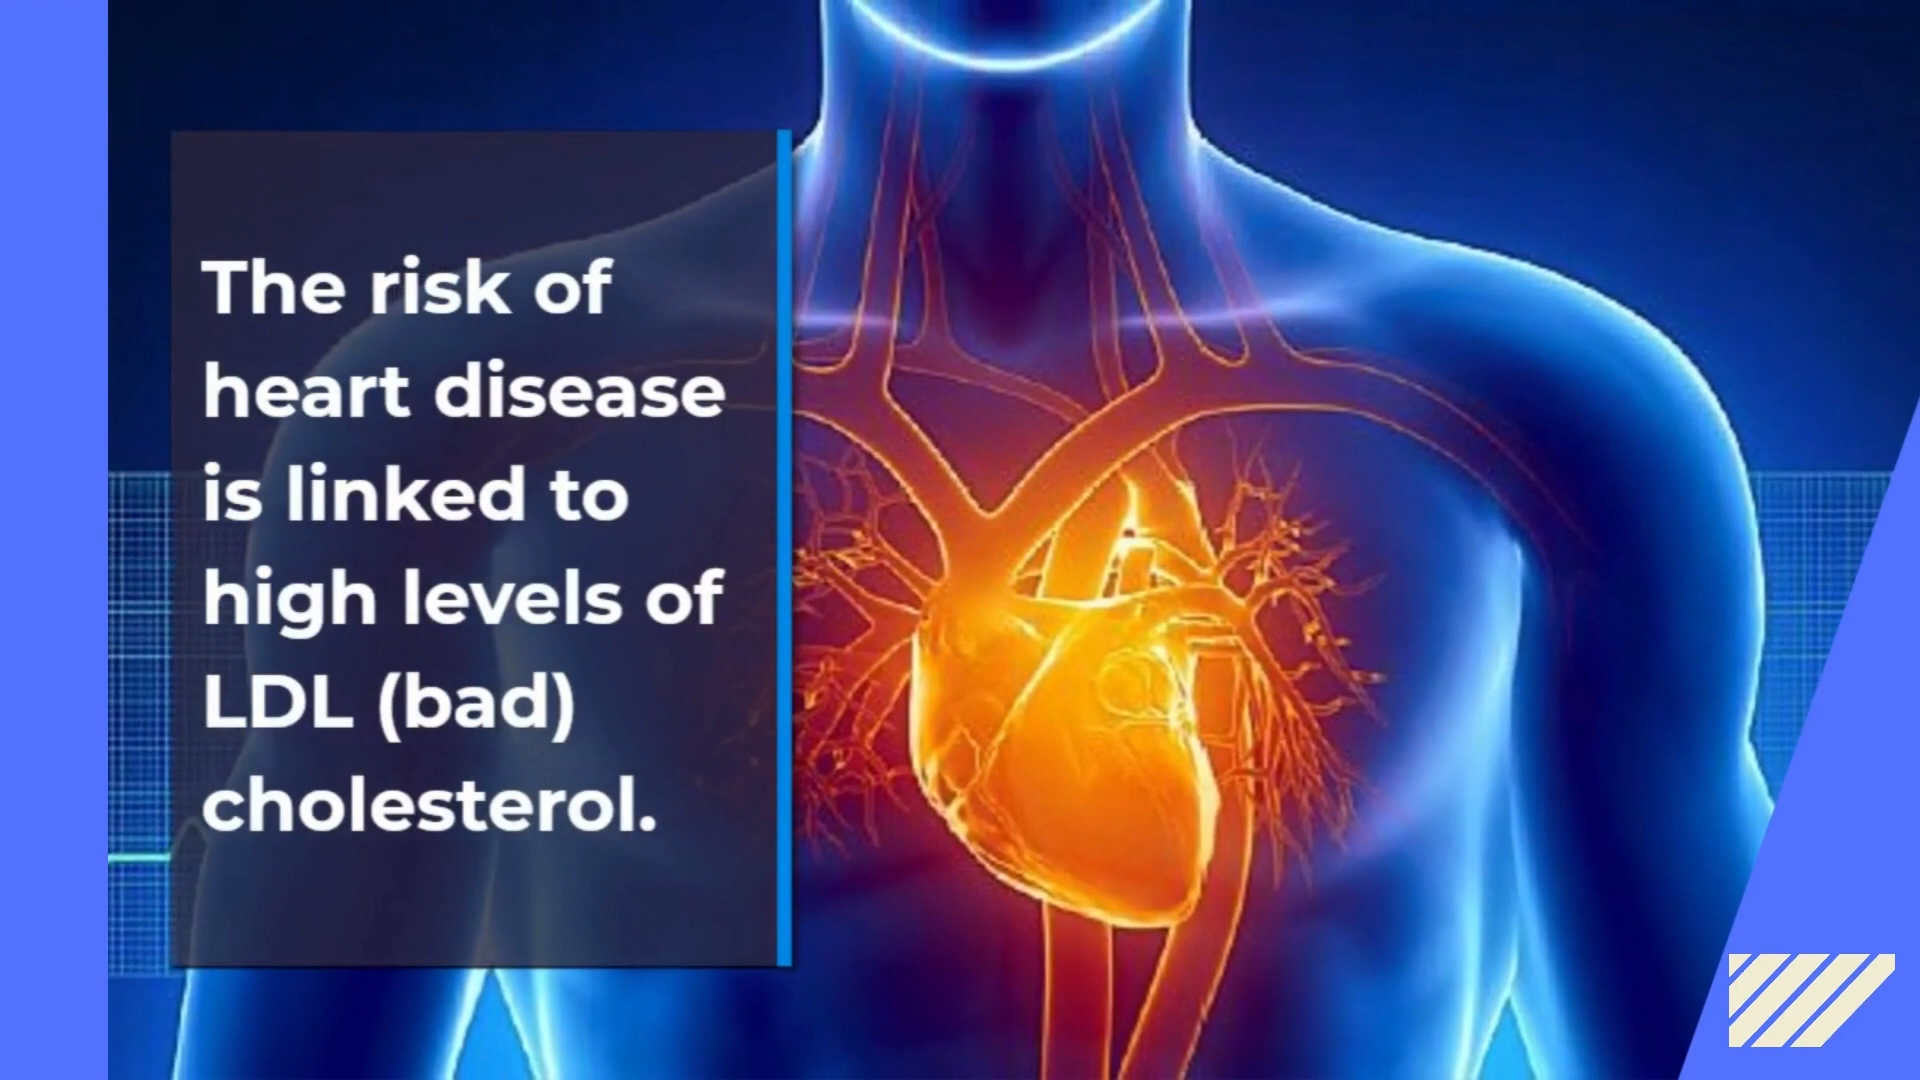 The risk of
heart disease
is linked to
high levels of
LDL (bad)
cholesterol.